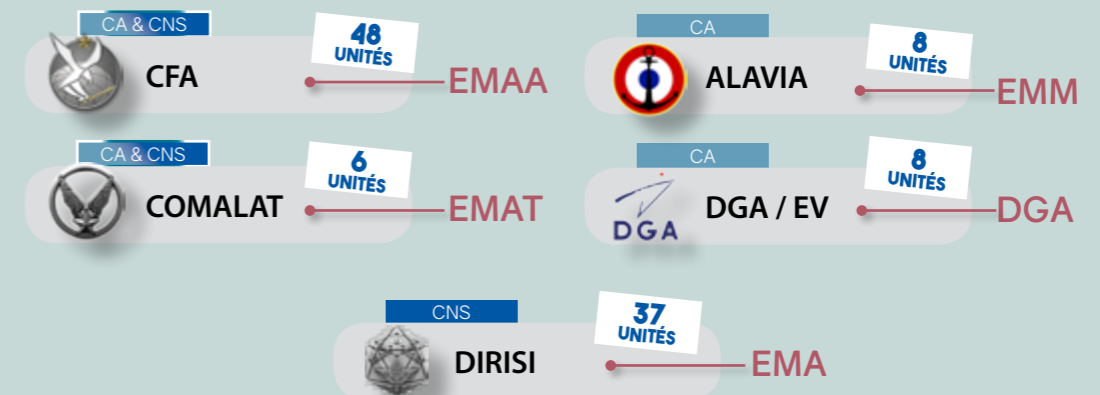 CA & CNS
48
UNITÉS
CFA
EMAA
CA
8
UNITÉS
ALAVIA
EMM
CA & CNS
6
UNITÉS
COMALAT
EMAT
CA
8
UNITÉS
DGA
DGA / EV
DGA
CNS
37
UNITÉS
DIRISI
EMA